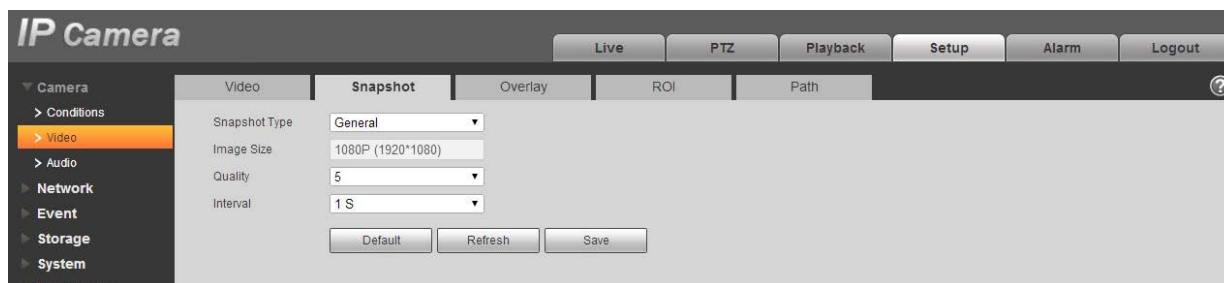 IP Camera
Live PTZ Playback Setup Alarm Logout
Camera
Video Snapshot Overlay ROI Path ?
> Conditions
> Video
> Audio
Network
Event
Storage
System
Snapshot Type General
Image Size 1080P (1920*1080)
Quality 5
Interval 1 S
Default Refresh Save